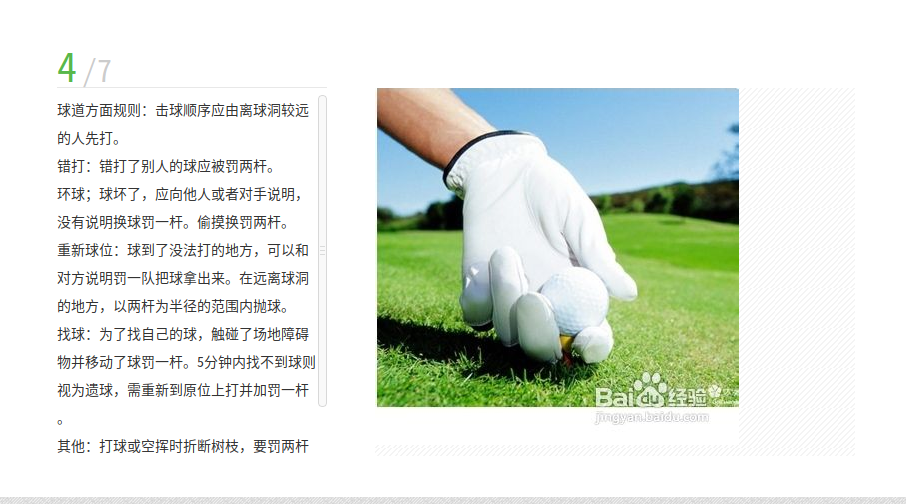 4/7
球道方面规则：击球顺序应由离球洞较远
的人先打。
错打：错打了别人的球应被罚两杆。
环球；球坏了，应向他人或者对手说明，
没有说明换球罚一杆。偷摸换罚两杆。
重新球位：球到了没法打的地方，可以和
对方说明罚一队把球拿出来。在远离球洞
的地方，以两杆为半径的范围内抛球。
找球：为了找自己的球，触碰了场地障碍
物并移动了球罚一杆。5分钟内找不到球则
视为遗球，需重新到原位上打并加罚一杆
。
其他：打球或空挥时折断树枝，要罚两杆
Baidu经验
jingyan.baidu.com